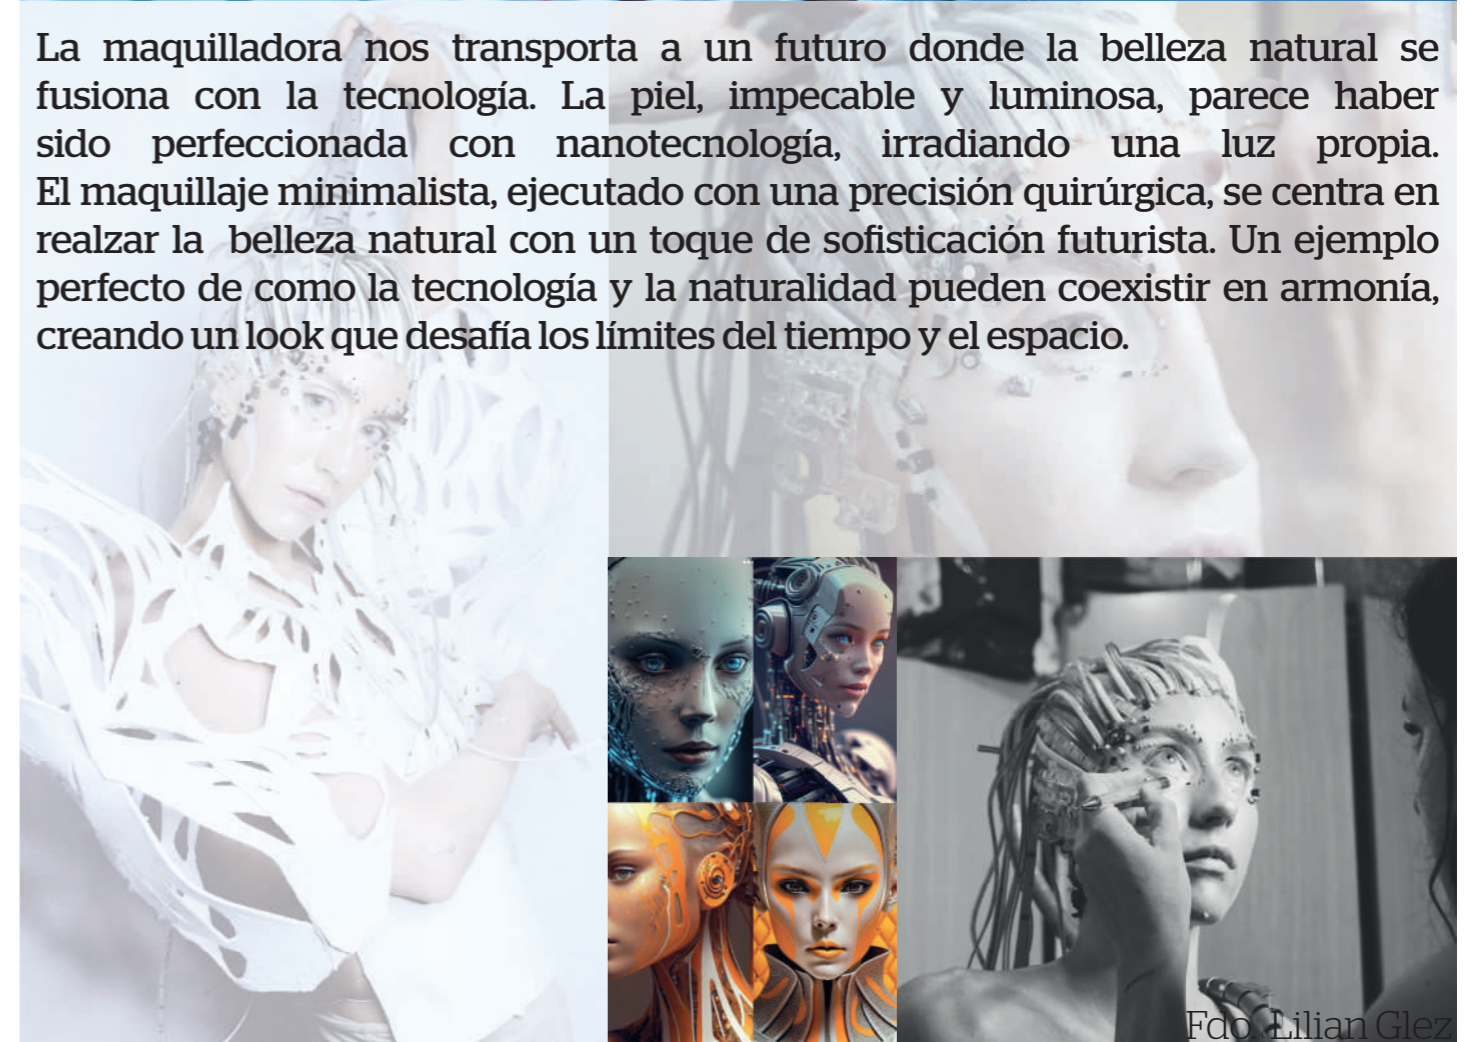 La maquilladora nos transporta a un futuro donde la belleza natural se
fusiona con la tecnología. La piel, impecable y luminosa, parece haber
sido perfeccionada con nanotecnología, irradiando una luz propia.
El maquillaje minimalista, ejecutado con una precisión quirúrgica, se centra en
realzar la belleza natural con un toque de sofisticación futurista. Un ejemplo
perfecto de como la tecnología y la naturalidad pueden coexistir en armonía,
creando un look que desafía los límites del tiempo y el espacio.
Fdo. Lilian Glez